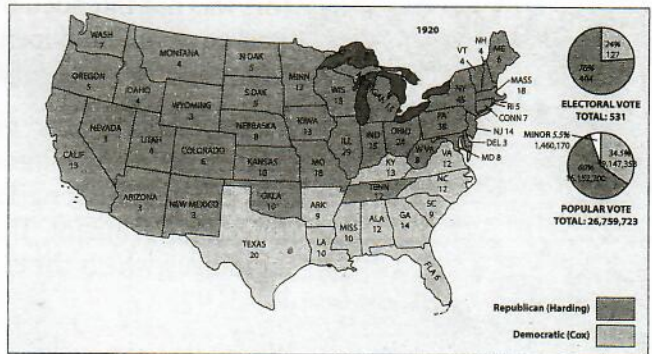 1920
WASH
7
OREGON
5
CALIF
13
NEVADA
3
IDAHO
4
MONTANA
4
WYOMING
3
UTAH
4
COLORADO
6
ARIZONA
3
NEW MEXICO
3
N DAK
5
S DAK
5
NEBRASKA
8
KANSAS
10
OKLA
10
TEXAS
20
MINN
12
IOWA
13
MO
18
ARK
9
LA
10
WIS
13
ILL
29
IND
15
OHIO
24
KY
13
TENN
12
MISS
10
ALA
12
GA
14
FLA 6
SC
9
NC
12
VA
12
W VA
PA
38
NY
45
VT
4
NH
4
ME
6
MASS
18
RI 5
CONN 7
NJ 14
DEL 3
MD 8
24%
127
76%
404
ELECTORAL VOTE
TOTAL: 531
MINOR 5.5%
1,460,170
34.5%
9,147,353
60%
POPULAR VOTE
TOTAL: 26,759,723
Republican (Harding)
Democratic (Cox)